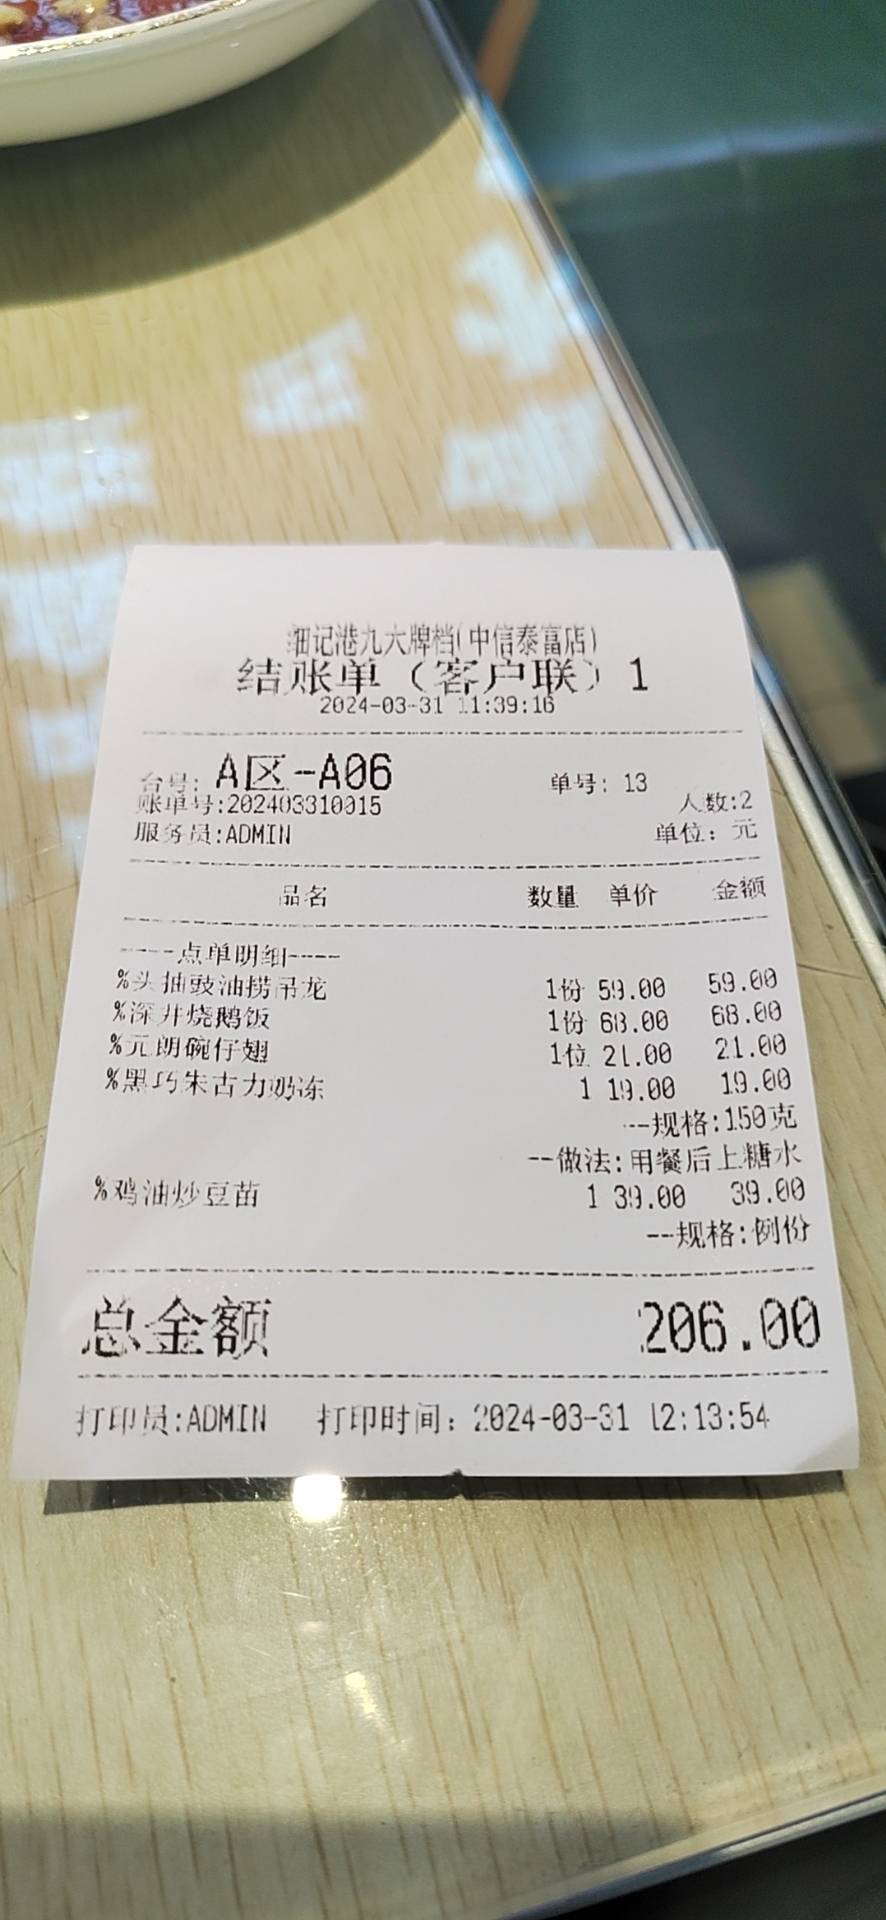 细记港九大牌档(中信泰富店)
结账单（客户联）1
2024-03-31 11:39:16
台号: A区-A06 单号: 13
账单号:202403310015 人数:2
服务员:ADMIN 单位: 元
品名 数量 单价 金额
----点单明细----
%头抽豉油捞吊龙 1份 59.00 59.00
%深井烧鹅饭 1份 68.00 68.00
%元朗碗仔翅 1位 21.00 21.00
%黑巧朱古力奶冻 1 19.00 19.00
--规格:150克
--做法:用餐后上糖水
%鸡油炒豆苗 1 39.00 39.00
--规格:例份
总金额 206.00
打印员:ADMIN 打印时间: 2024-03-31 12:13:54